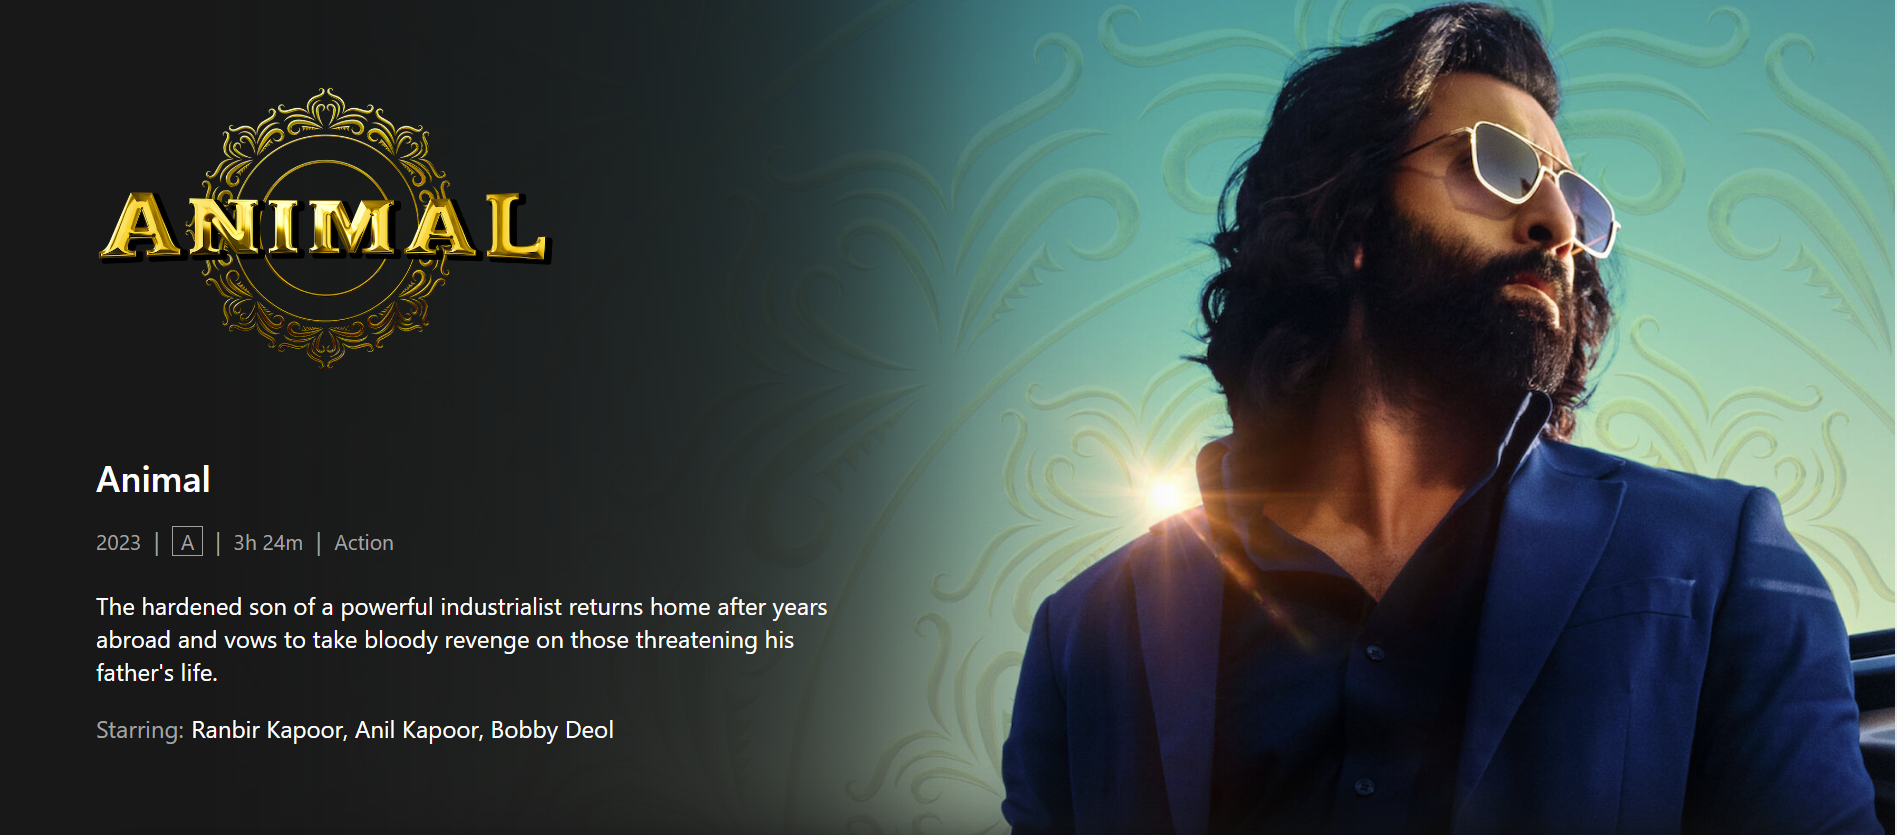 ANIMAL
Animal
2023 | A | 3h 24m | Action
The hardened son of a powerful industrialist returns home after years
abroad and vows to take bloody revenge on those threatening his
father's life.
Starring: Ranbir Kapoor, Anil Kapoor, Bobby Deol